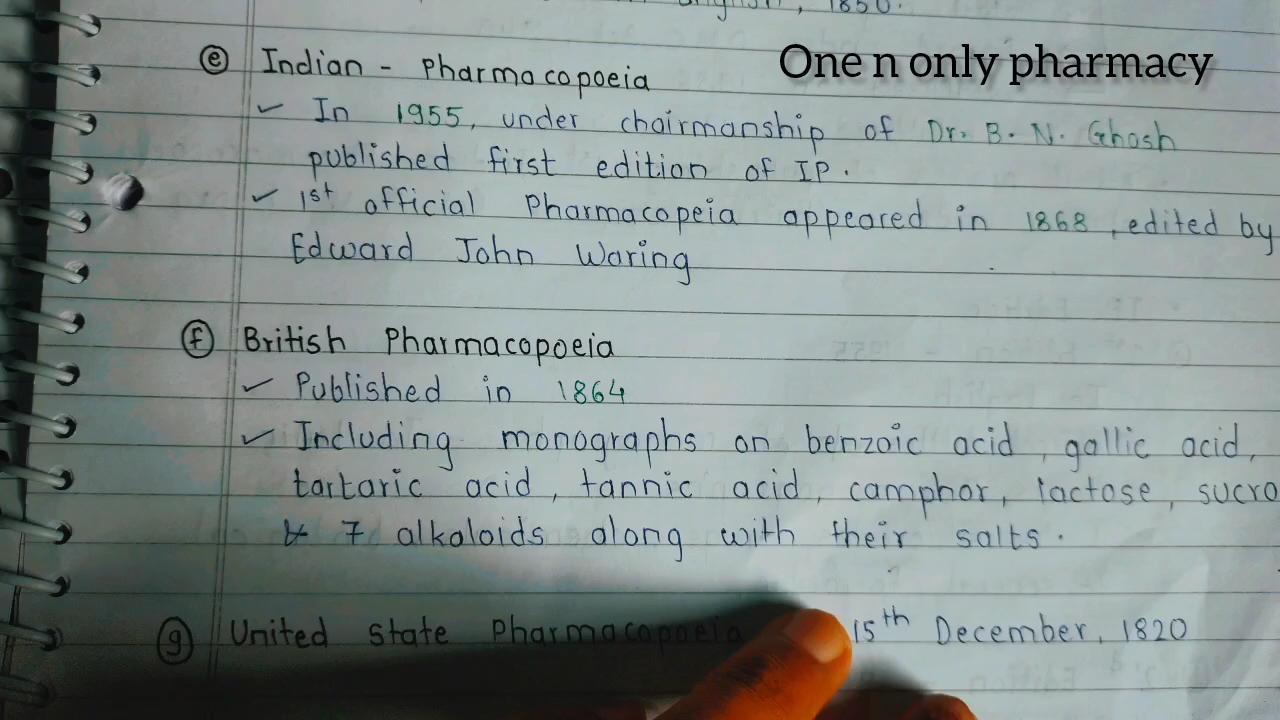 , 1850.
One n only pharmacy
ⓔ Indian - Pharmacopoeia
✓ In 1955, under chairmanship of Dr. B. N. Ghosh
published first edition of IP.
✓ 1st official Pharmacopeia appeared in 1868, edited by
Edward John Waring
ⓕ British Pharmacopoeia
✓ Published in 1864
✓ Including monographs on benzoic acid, gallic acid,
tartaric acid, tannic acid, camphor, lactose, sucro
& 7 alkaloids along with their salts.
ⓖ United state Pharmacopoeia 15th December, 1820